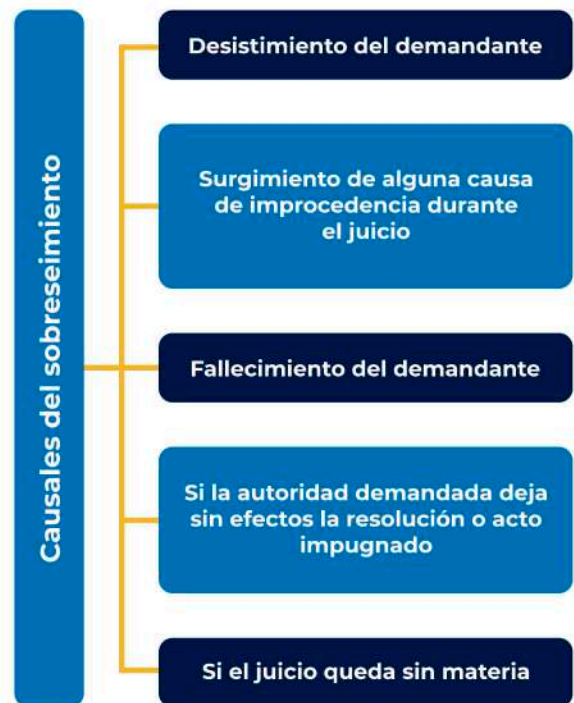 Causales del sobreseimiento
Desistimiento del demandante
Surgimiento de alguna causa
de improcedencia durante
el juicio
Fallecimiento del demandante
Si la autoridad demandada deja
sin efectos la resolución o acto
impugnado
Si el juicio queda sin materia